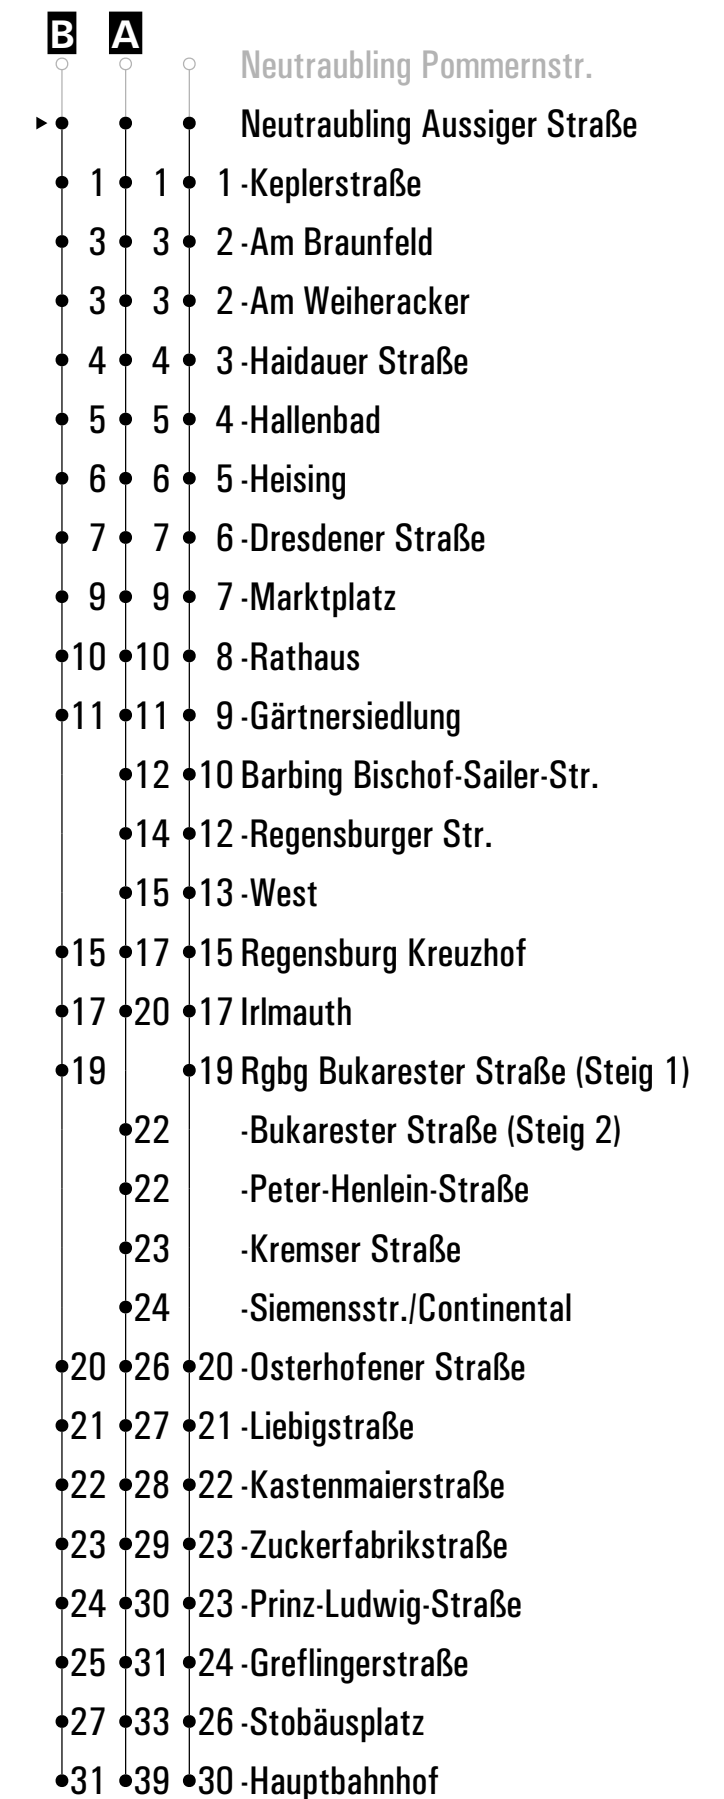 B A
Neutraubling Pommernstr.
Neutraubling Aussiger Straße
1 1 1 -Keplerstraße
3 3 2 -Am Braunfeld
3 3 2 -Am Weiheracker
4 4 3 -Haidauer Straße
5 5 4 -Hallenbad
6 6 5 -Heising
7 7 6 -Dresdener Straße
9 9 7 -Marktplatz
10 10 8 -Rathaus
11 11 9 -Gärtnersiedlung
12 10 Barbing Bischof-Sailer-Str.
14 12 -Regensburger Str.
15 13 -West
15 17 15 Regensburg Kreuzhof
17 20 17 Irlmauth
19 19 Rgbg Bukarester Straße (Steig 1)
22 -Bukarester Straße (Steig 2)
22 -Peter-Henlein-Straße
23 -Kremser Straße
24 -Siemensstr./Continental
20 26 20 -Osterhofener Straße
21 27 21 -Liebigstraße
22 28 22 -Kastenmaierstraße
23 29 23 -Zuckerfabrikstraße
24 30 23 -Prinz-Ludwig-Straße
25 31 24 -Greflingerstraße
27 33 26 -Stobäusplatz
31 39 30 -Hauptbahnhof